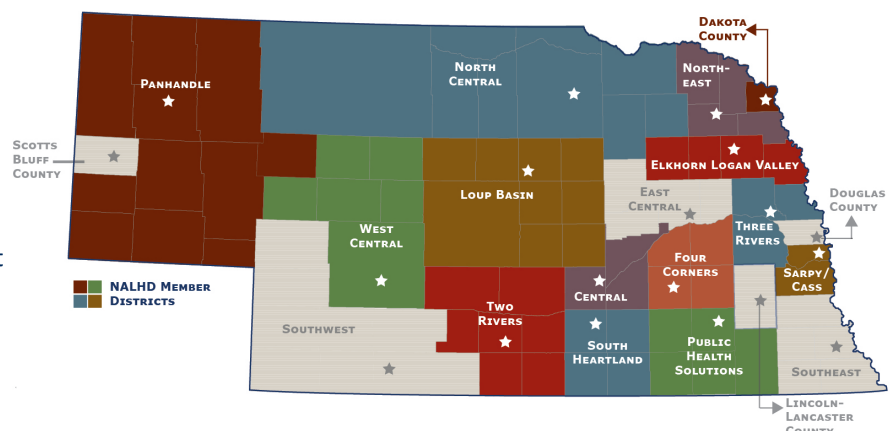 DAKOTA
COUNTY
PANHANDLE
NORTH
CENTRAL
NORTH-
EAST
SCOTTS
BLUFF
COUNTY
ELKHORN LOGAN VALLEY
LOUP BASIN
EAST
CENTRAL
DOUGLAS
COUNTY
WEST
CENTRAL
THREE
RIVERS
FOUR
CORNERS
SARPY/
CASS
NALHD MEMBER
DISTRICTS
CENTRAL
TWO
RIVERS
SOUTHWEST
SOUTH
HEARTLAND
PUBLIC
HEALTH
SOLUTIONS
SOUTHEAST
LINCOLN-
LANCASTER
COUNTY